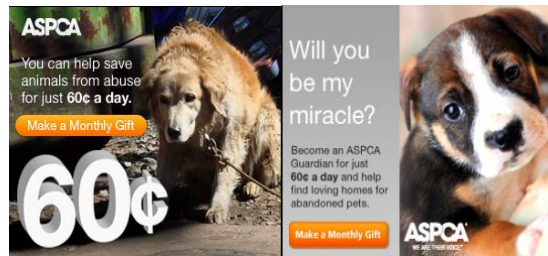 ASPCA
You can help save
animals from abuse
for just 60¢ a day.
Make a Monthly Gift
60¢
Will you
be my
miracle?
Become an ASPCA
Guardian for just
60¢ a day and help
find loving homes for
abandoned pets.
Make a Monthly Gift
ASPCA
WE ARE THEIR VOICE